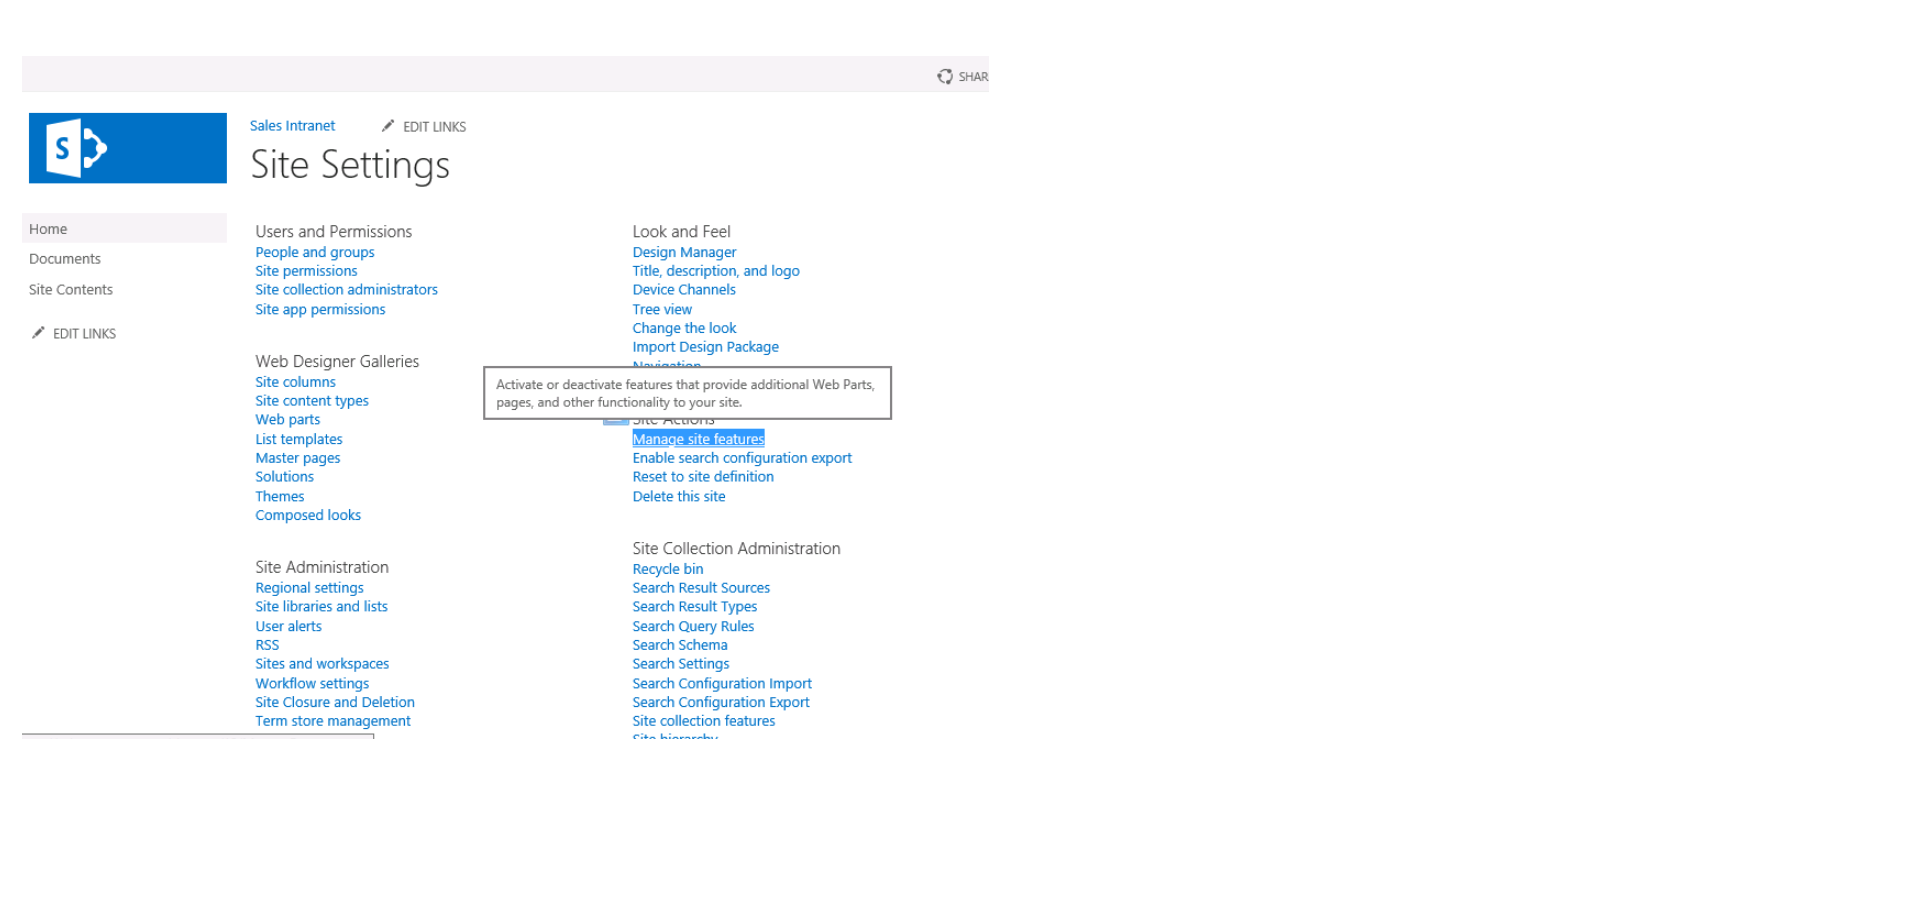 SHAR
S
Sales Intranet
EDIT LINKS
Site Settings
Home
Documents
Site Contents
EDIT LINKS
Users and Permissions
People and groups
Site permissions
Site collection administrators
Site app permissions
Web Designer Galleries
Site columns
Site content types
Web parts
List templates
Master pages
Solutions
Themes
Composed looks
Site Administration
Regional settings
Site libraries and lists
User alerts
RSS
Sites and workspaces
Workflow settings
Site Closure and Deletion
Term store management
Look and Feel
Design Manager
Title, description, and logo
Device Channels
Tree view
Change the look
Import Design Package
Navigation
Activate or deactivate features that provide additional Web Parts,
pages, and other functionality to your site.
Site Actions
Manage site features
Enable search configuration export
Reset to site definition
Delete this site
Site Collection Administration
Recycle bin
Search Result Sources
Search Result Types
Search Query Rules
Search Schema
Search Settings
Search Configuration Import
Search Configuration Export
Site collection features
Site hierarchy